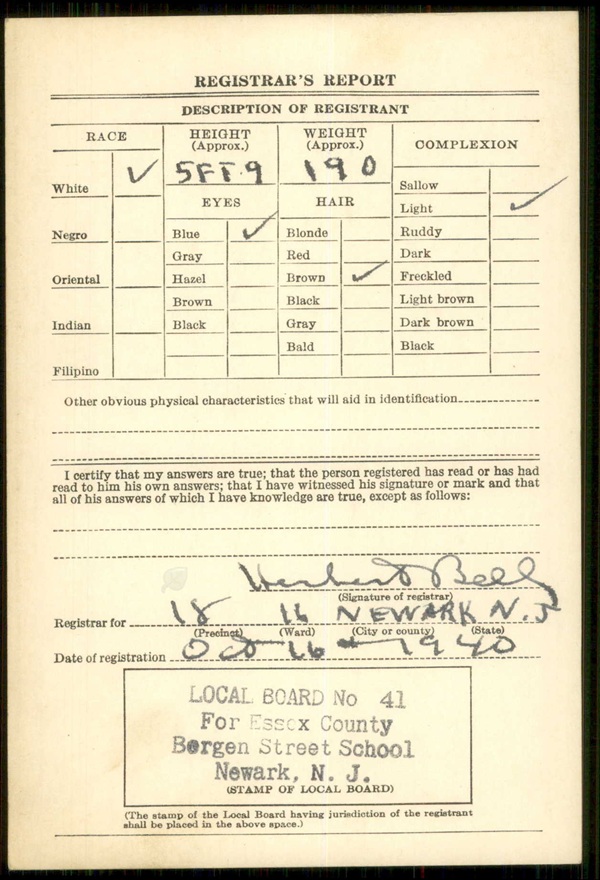 REGISTRAR'S REPORT
DESCRIPTION OF REGISTRANT
RACE
HEIGHT
(Approx.)
WEIGHT
(Approx.)
COMPLEXION
White ✓
5 FT. 9
190
Sallow
EYES
HAIR
Light ✓
Negro
Blue ✓
Blonde
Ruddy
Gray
Red
Dark
Oriental
Hazel
Brown ✓
Freckled
Brown
Black
Light brown
Indian
Black
Gray
Dark brown
Bald
Black
Filipino
Other obvious physical characteristics that will aid in identification
I certify that my answers are true; that the person registered has read or has had
read to him his own answers; that I have witnessed his signature or mark and that
all of his answers of which I have knowledge are true, except as follows:
Herbert Bell
(Signature of registrar)
Registrar for 18 16 NEWARK N.J
(Precinct) (Ward) (City or county) (State)
Date of registration Oct 16 - 1940
LOCAL BOARD No 41
For Essex County
Bergen Street School
Newark, N. J.
(STAMP OF LOCAL BOARD)
(The stamp of the Local Board having jurisdiction of the registrant
shall be placed in the above space.)